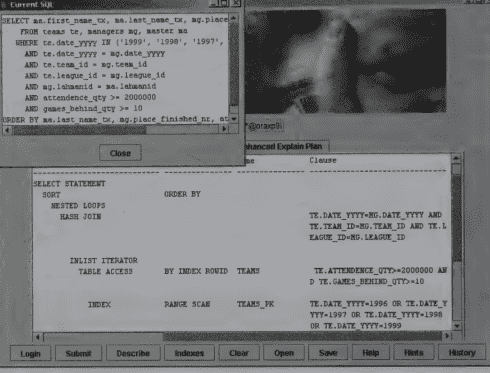 Current SQL
SELECT ma.first_name_tx, ma.last_name_tx, mg.place
FROM teams te, managers mg, master ma
WHERE te.date_yyyy IN ('1999', '1998', '1997',
AND te.date_yyyy = mg.date_yyyy
AND te.team_id = mg.team_id
AND te.league_id = mg.league_id
AND mg.lahmanid = ma.lahmanid
AND attendence_qty >= 2000000
AND games_behind_qty >= 10
ORDER BY ma.last_name_tx, mg.place_finished_nr, at
Close
@oraxp8i
nhanced Explain Plan
me Clause
SELECT STATEMENT
SORT ORDER BY
NESTED LOOPS
HASH JOIN TE.DATE_YYYY=MG.DATE_YYYY AND
TE.TEAM_ID=MG.TEAM_ID AND TE.L
EAGUE_ID=MG.LEAGUE_ID
INLIST ITERATOR
TABLE ACCESS BY INDEX ROWID TEAMS TE.ATTENDENCE_QTY>=2000000 AN
D TE.GAMES_BEHIND_QTY>=10
INDEX RANGE SCAN TEAMS_PK TE.DATE_YYYY=1996 OR TE.DATE_Y
YYY=1997 OR TE.DATE_YYYY=1998
OR TE.DATE_YYYY=1999
Login Submit Describe Indexes Clear Open Save Help Hints History